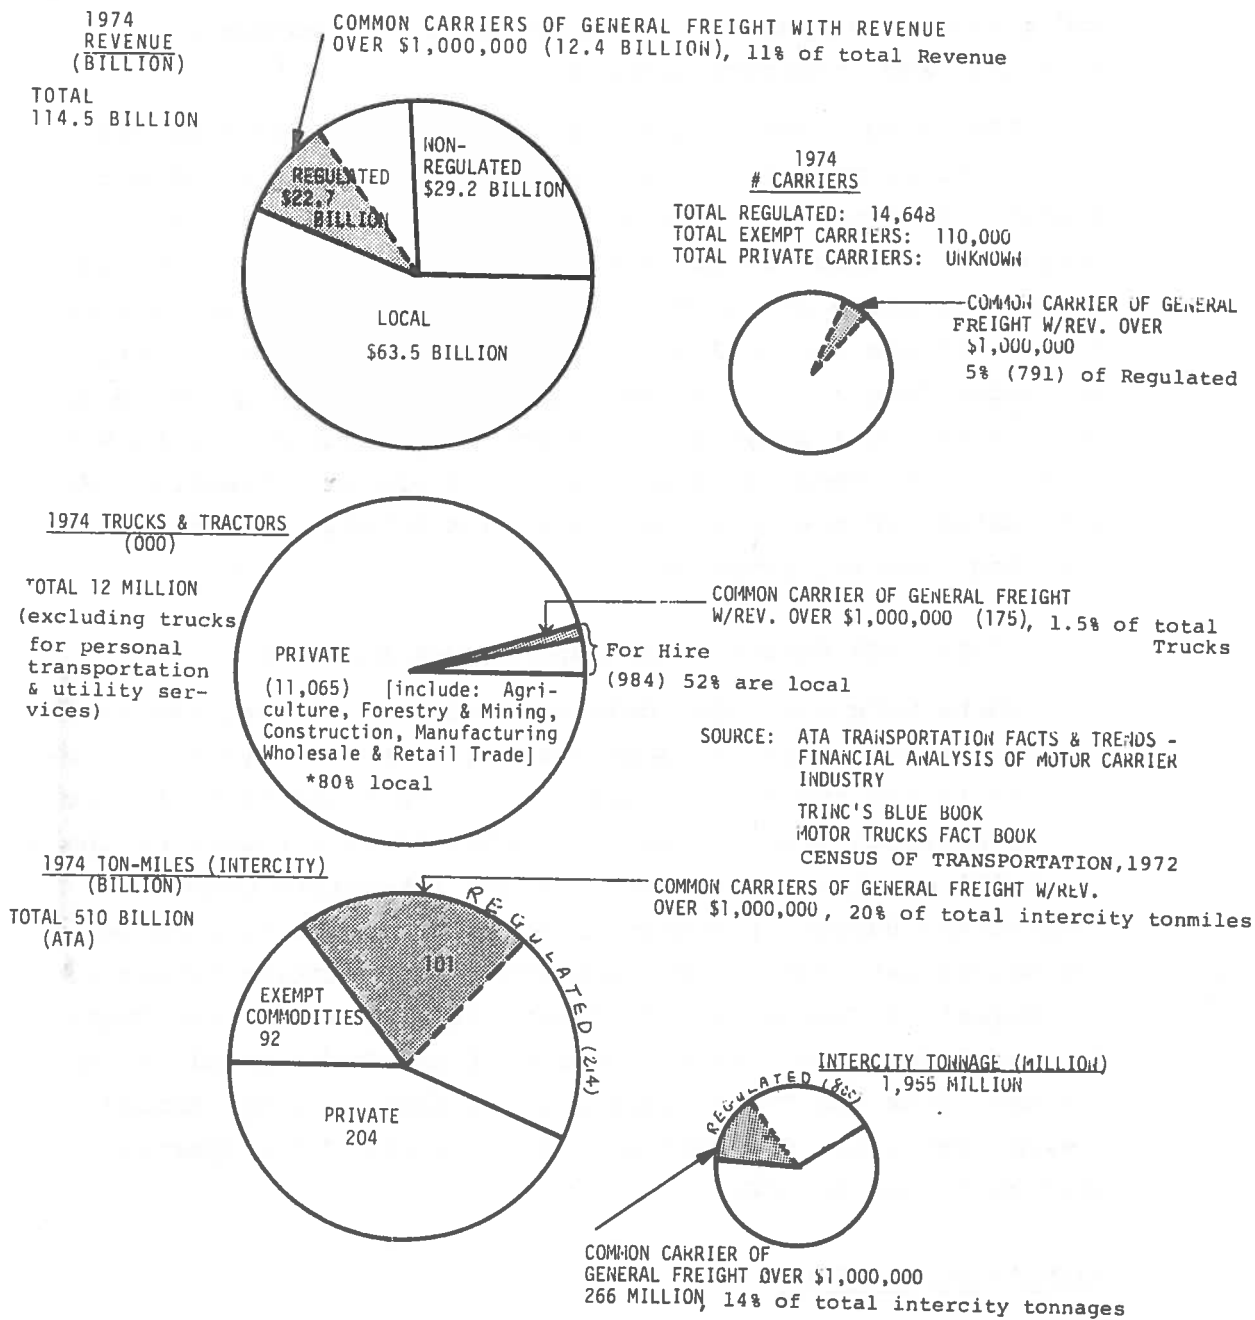 1974
REVENUE
(BILLION)
TOTAL
114.5 BILLION
COMMON CARRIERS OF GENERAL FREIGHT WITH REVENUE
OVER $1,000,000 (12.4 BILLION), 11% of total Revenue
NON-
REGULATED
$29.2 BILLION
REGULATED
$22.7
BILLION
LOCAL
$63.5 BILLION
1974
# CARRIERS
TOTAL REGULATED: 14,648
TOTAL EXEMPT CARRIERS: 110,000
TOTAL PRIVATE CARRIERS: UNKNOWN
COMMON CARRIER OF GENERAL
FREIGHT W/REV. OVER
$1,000,000
5% (791) of Regulated
1974 TRUCKS & TRACTORS
(000)
TOTAL 12 MILLION
(excluding trucks
for personal
transportation
& utility ser-
vices)
COMMON CARRIER OF GENERAL FREIGHT
W/REV. OVER $1,000,000 (175), 1.5% of total
Trucks
For Hire
(984) 52% are local
PRIVATE
(11,065) [include: Agri-
culture, Forestry & Mining,
Construction, Manufacturing
Wholesale & Retail Trade]
*80% local
SOURCE: ATA TRANSPORTATION FACTS & TRENDS -
FINANCIAL ANALYSIS OF MOTOR CARRIER
INDUSTRY
TRINC'S BLUE BOOK
MOTOR TRUCKS FACT BOOK
CENSUS OF TRANSPORTATION, 1972
1974 TON-MILES (INTERCITY)
(BILLION)
TOTAL 510 BILLION
(ATA)
COMMON CARRIERS OF GENERAL FREIGHT W/REV.
OVER $1,000,000, 20% of total intercity tonmiles
REGULATED (214)
101
EXEMPT
COMMODITIES
92
PRIVATE
204
INTERCITY TONNAGE (MILLION)
1,955 MILLION
REGULATED (800)
COMMON CARRIER OF
GENERAL FREIGHT OVER $1,000,000
266 MILLION, 14% of total intercity tonnages